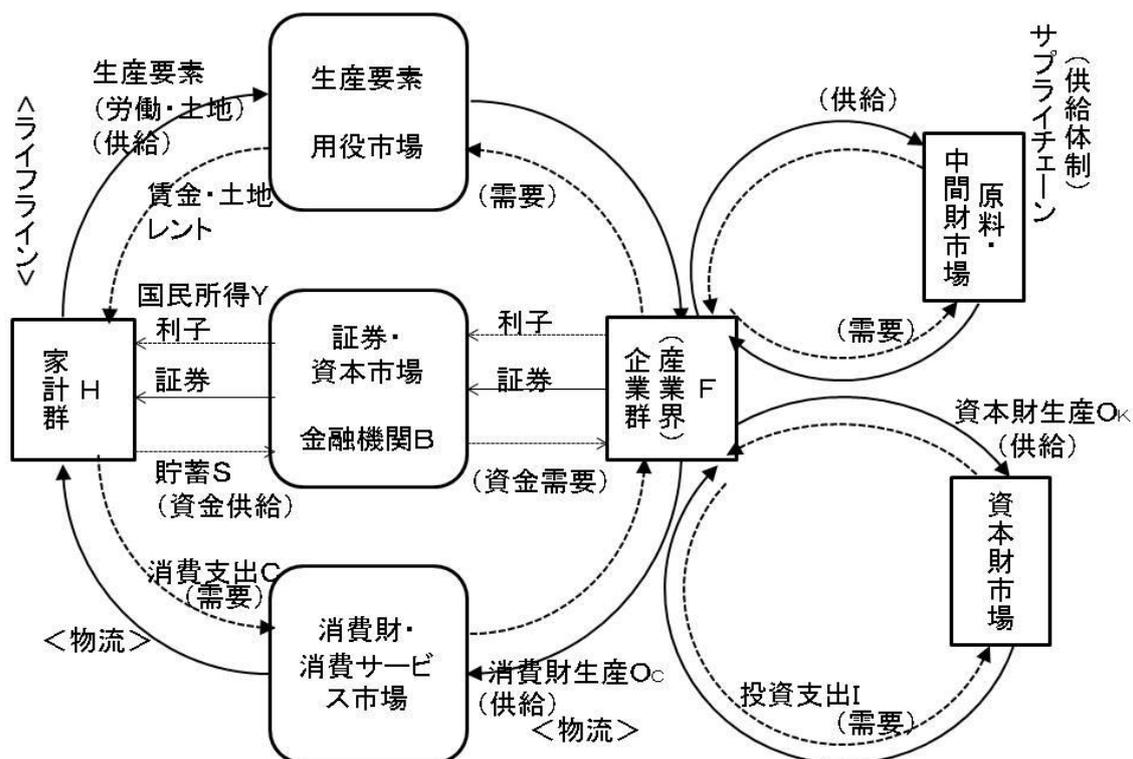 生産要素
(労働・土地)
(供給)
<ライフライン>
賃金・土地
レント
生産要素
用役市場
(需要)
国民所得Y
利子
証券
貯蓄S
(資金供給)
家計群
H
証券・
資本市場
金融機関B
利子
証券
(資金需要)
企業群
(産業界)
F
消費支出C
(需要)
<物流>
消費財・
消費サービ
ス市場
消費財生産Oc
(供給)
<物流>
(供給)
(需要)
原料・
中間財市場
(供給体制)
サプライチェーン
資本財生産OK
(供給)
資本財市場
投資支出I
(需要)